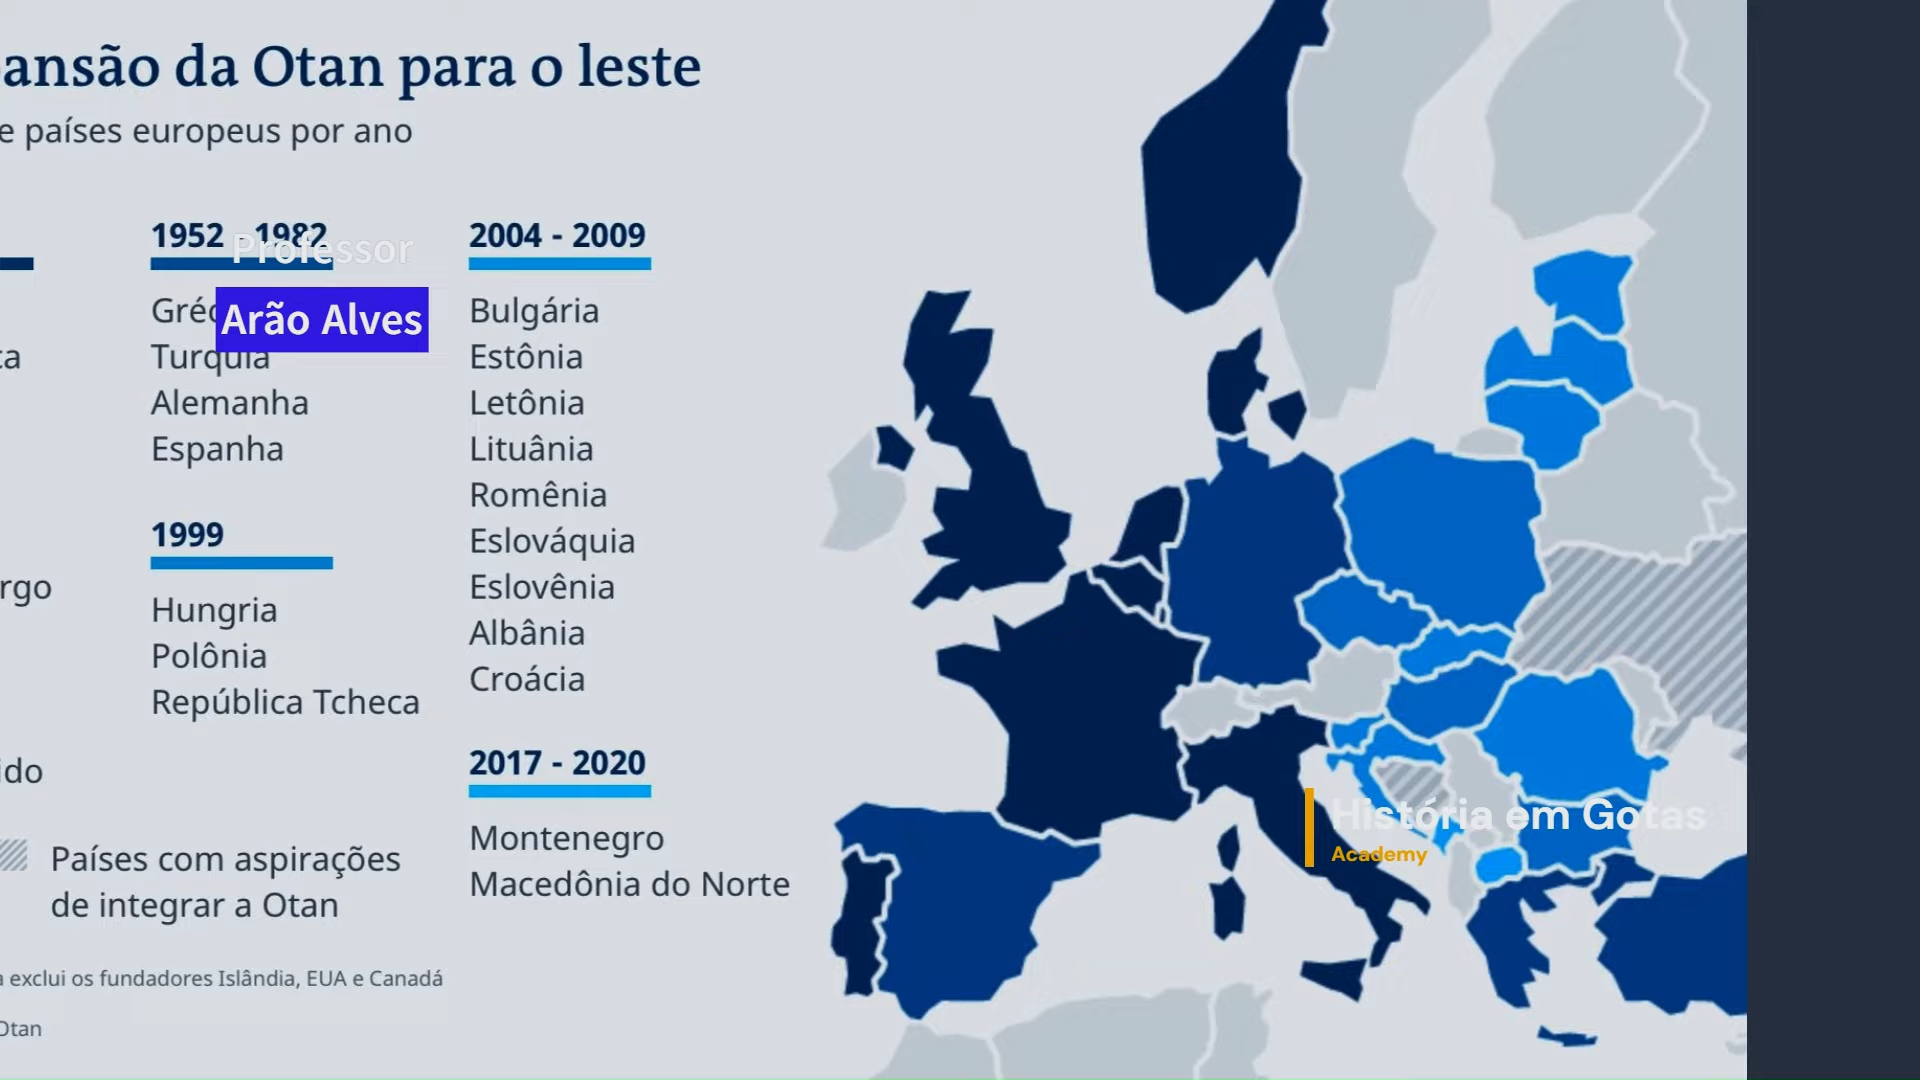 ansão da Otan para o leste
e países europeus por ano
1952 - 1982
Professor
Arão Alves
Gréc
Turquia
Alemanha
Espanha
1999
Hungria
Polônia
República Tcheca
2004 - 2009
Bulgária
Estônia
Letônia
Lituânia
Romênia
Eslováquia
Eslovênia
Albânia
Croácia
2017 - 2020
Montenegro
Macedônia do Norte
ca
rgo
ido
Países com aspirações
de integrar a Otan
a exclui os fundadores Islândia, EUA e Canadá
Otan
História em Gotas
Academy